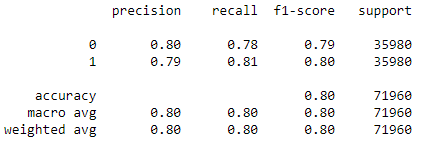 precision recall f1-score support
0 0.80 0.78 0.79 35980
1 0.79 0.81 0.80 35980
accuracy 0.80 71960
macro avg 0.80 0.80 0.80 71960
weighted avg 0.80 0.80 0.80 71960